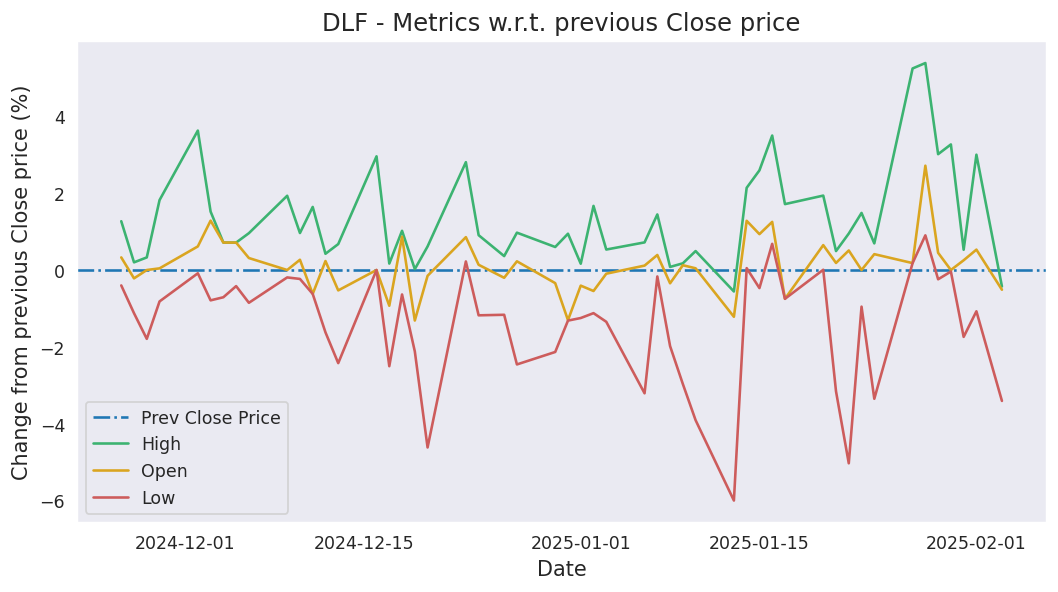 DLF - Metrics w.r.t. previous Close price
Change from previous Close price (%)
4
2
0
−2
−4
−6
Prev Close Price
High
Open
Low
2024-12-01
2024-12-15
2025-01-01
2025-01-15
2025-02-01
Date